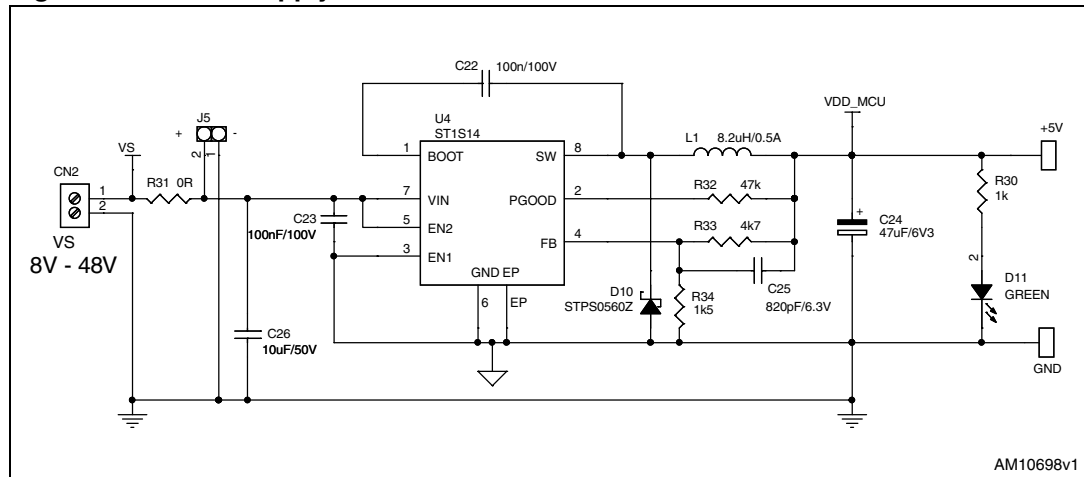 C22
100n/100V
U4
ST1S14
VDD_MCU
J5
+
-
2
1
VS
L1
8.2uH/0.5A
+5V
1
BOOT
SW
8
CN2
1
2
R31
0R
R32
47k
R30
1k
7
VIN
PGOOD
2
C23
100nF/100V
5
EN2
R33
4k7
+
C24
47uF/6V3
VS
8V - 48V
3
EN1
FB
4
GND EP
2
D11
GREEN
6
EP
D10
STPS0560Z
R34
1k5
C25
820pF/6.3V
C26
10uF/50V
GND
AM10698v1